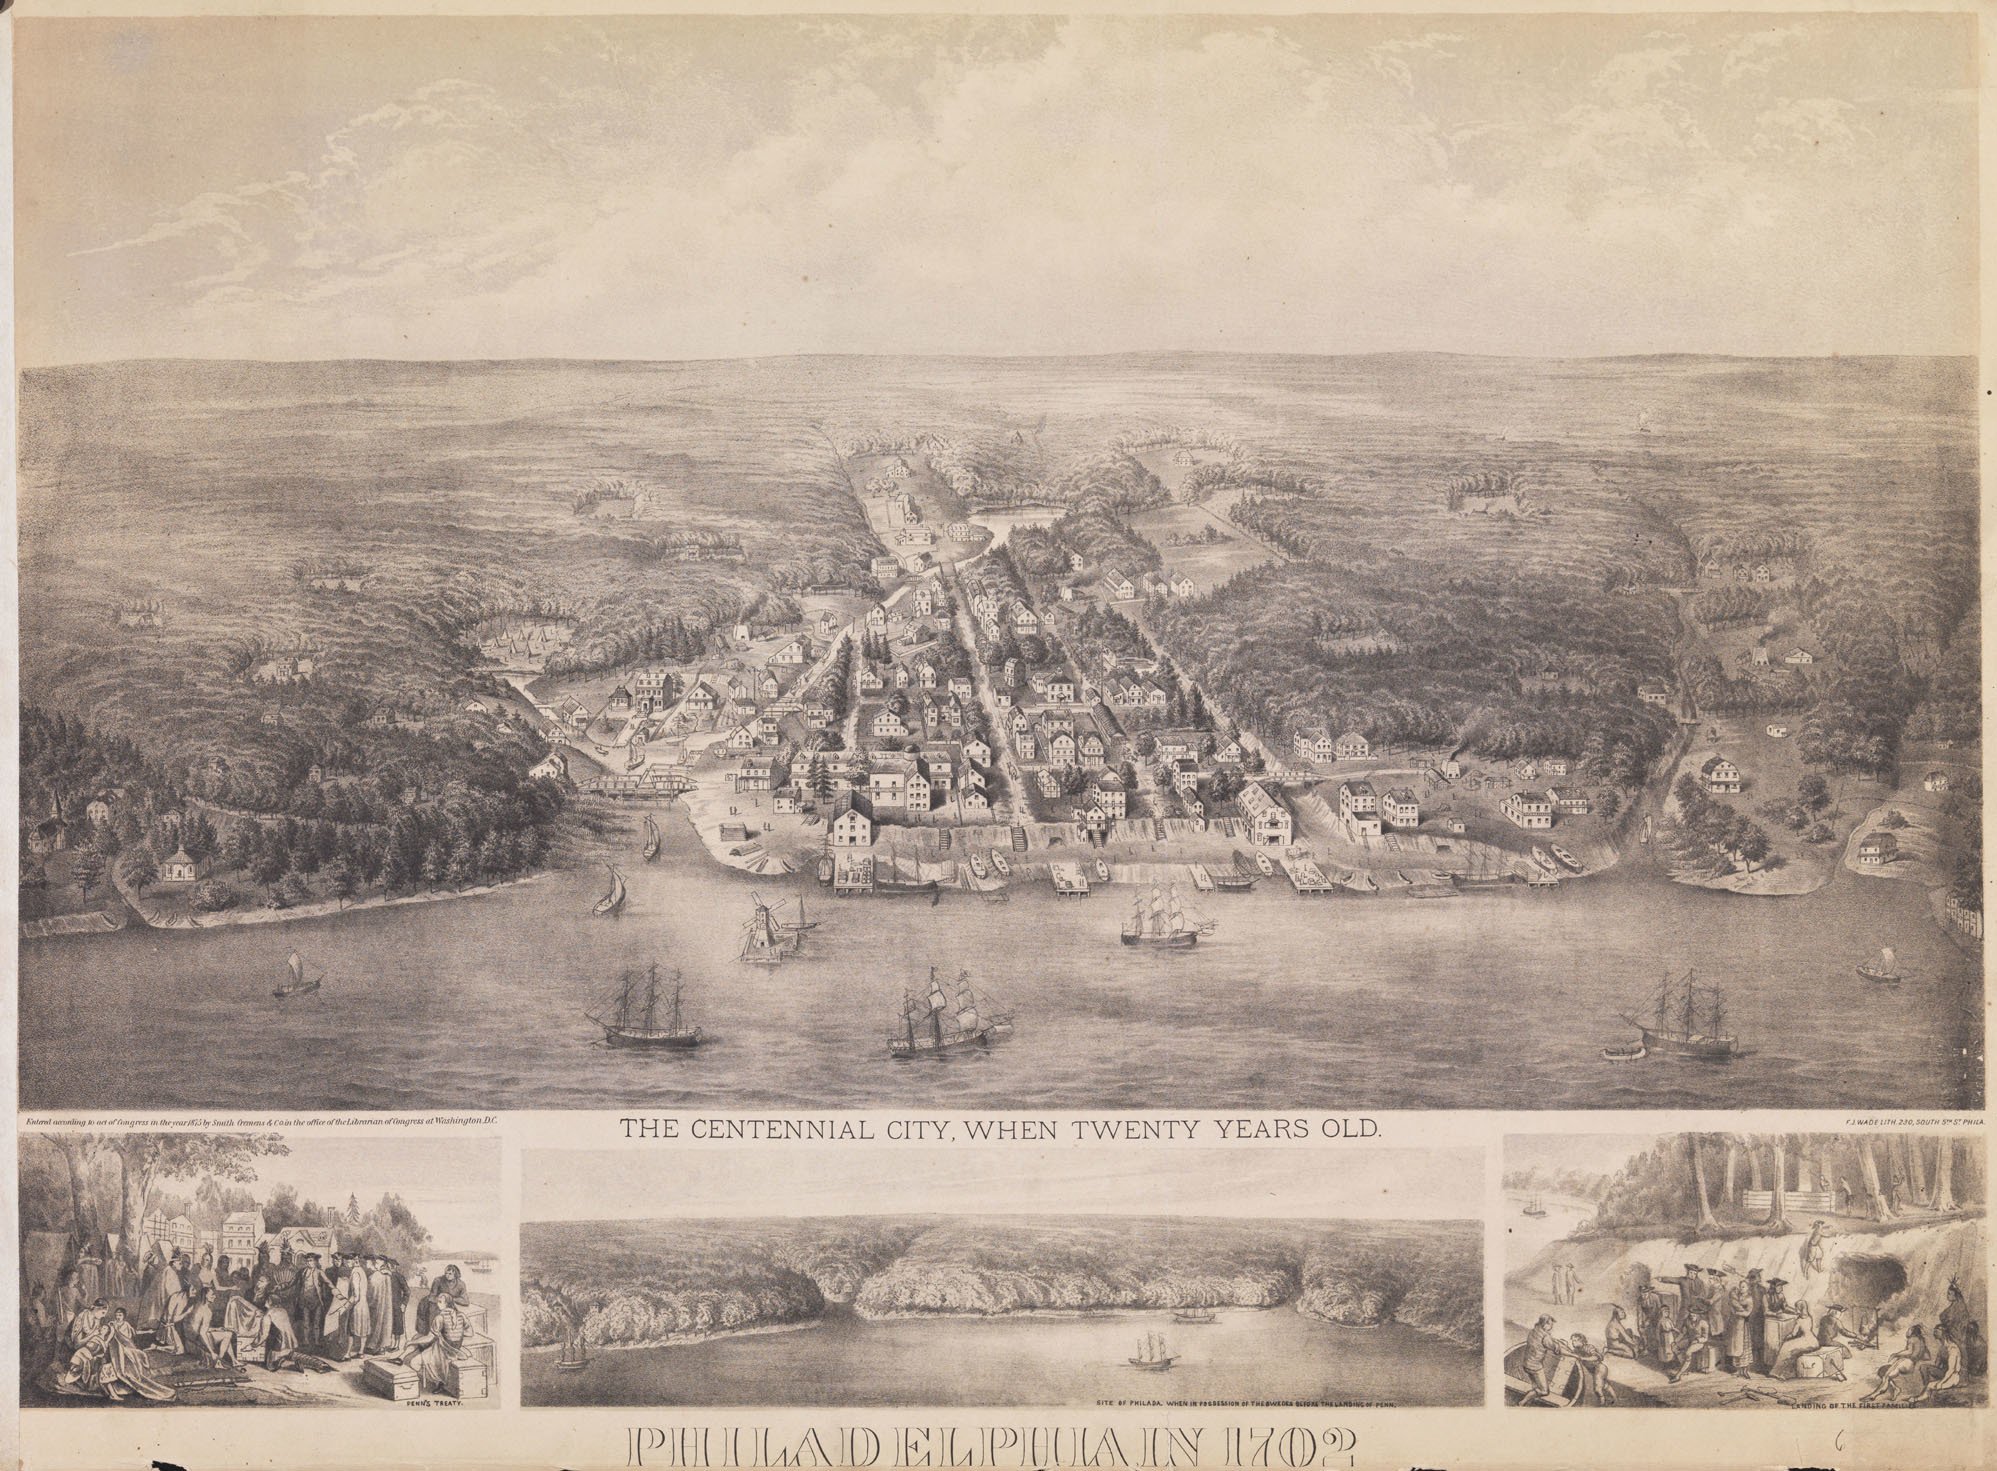 Entered according to act of Congress in the year 1875 by Smith Cremens & Co in the office of the Librarian of Congress at Washington, D.C.
THE CENTENNIAL CITY, WHEN TWENTY YEARS OLD.
F.J. WADE LITH. 230, SOUTH 5TH ST PHILA.
PENN'S TREATY.
SITE OF PHILADA. WHEN IN POSSESSION OF THE SWEDES BEFORE THE LANDING OF PENN.
LANDING OF THE FIRST FAMILIES
PHILADELPHIA IN 1702
6